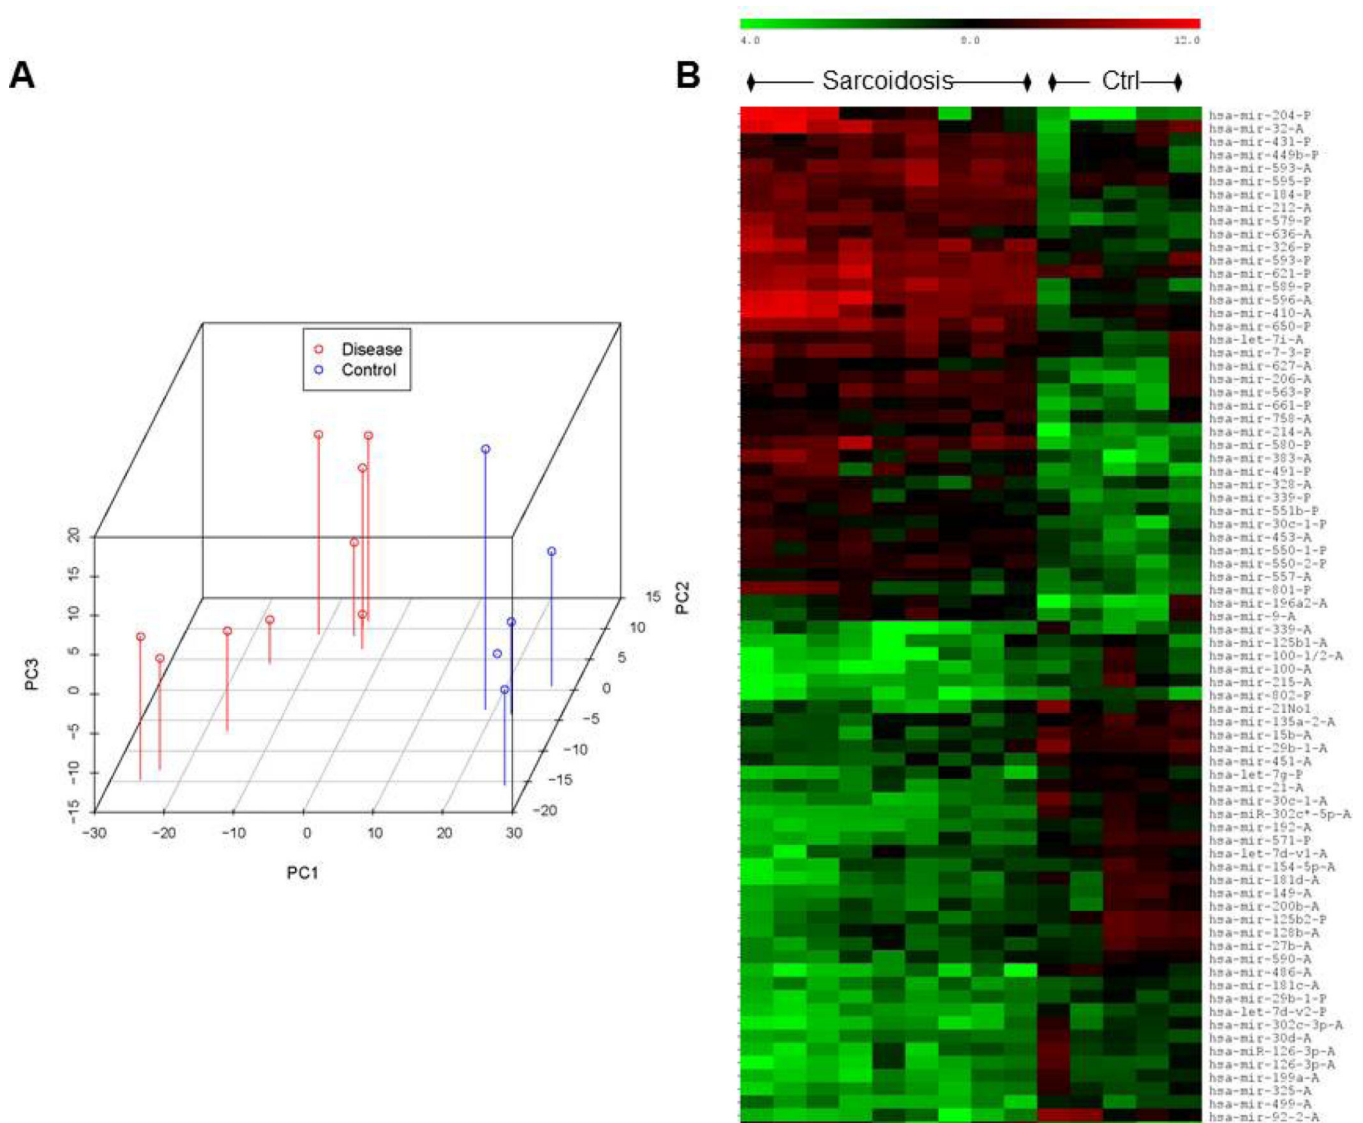 A
Disease
Control
PC3
20
15
10
5
0
−5
−10
−15
−30
−20
−10
0
10
20
30
PC1
15
10
5
0
−5
−10
−15
−20
PC2
4.0
8.0
12.0
B
Sarcoidosis
Ctrl
hsa-mir-204-P
hsa-mir-32-A
hsa-mir-431-P
hsa-mir-449b-P
hsa-mir-593-A
hsa-mir-595-P
hsa-mir-184-P
hsa-mir-212-A
hsa-mir-579-P
hsa-mir-636-A
hsa-mir-326-P
hsa-mir-593-P
hsa-mir-621-P
hsa-mir-589-P
hsa-mir-596-A
hsa-mir-410-A
hsa-mir-650-P
hsa-let-7i-A
hsa-mir-7-3-P
hsa-mir-627-A
hsa-mir-206-A
hsa-mir-563-P
hsa-mir-661-P
hsa-mir-758-A
hsa-mir-214-A
hsa-mir-580-P
hsa-mir-383-A
hsa-mir-491-P
hsa-mir-328-A
hsa-mir-339-P
hsa-mir-551b-P
hsa-mir-30c-1-P
hsa-mir-453-A
hsa-mir-550-1-P
hsa-mir-550-2-P
hsa-mir-557-A
hsa-mir-801-P
hsa-mir-196a2-A
hsa-mir-9-A
hsa-mir-339-A
hsa-mir-125b1-A
hsa-mir-100-1/2-A
hsa-mir-100-A
hsa-mir-215-A
hsa-mir-802-P
hsa-mir-21No1
hsa-mir-135a-2-A
hsa-mir-15b-A
hsa-mir-29b-1-A
hsa-mir-451-A
hsa-let-7g-P
hsa-mir-21-A
hsa-mir-30c-1-A
hsa-miR-302c*-5p-A
hsa-mir-192-A
hsa-mir-571-P
hsa-let-7d-v1-A
hsa-mir-154-5p-A
hsa-mir-181d-A
hsa-mir-149-A
hsa-mir-200b-A
hsa-mir-125b2-P
hsa-mir-128b-A
hsa-mir-27b-A
hsa-mir-590-A
hsa-mir-486-A
hsa-mir-181c-A
hsa-mir-29b-1-P
hsa-let-7d-v2-P
hsa-mir-302c-3p-A
hsa-mir-30d-A
hsa-miR-126-3p-A
hsa-mir-126-3p-A
hsa-mir-199a-A
hsa-mir-325-A
hsa-mir-499-A
hsa-mir-92-2-A